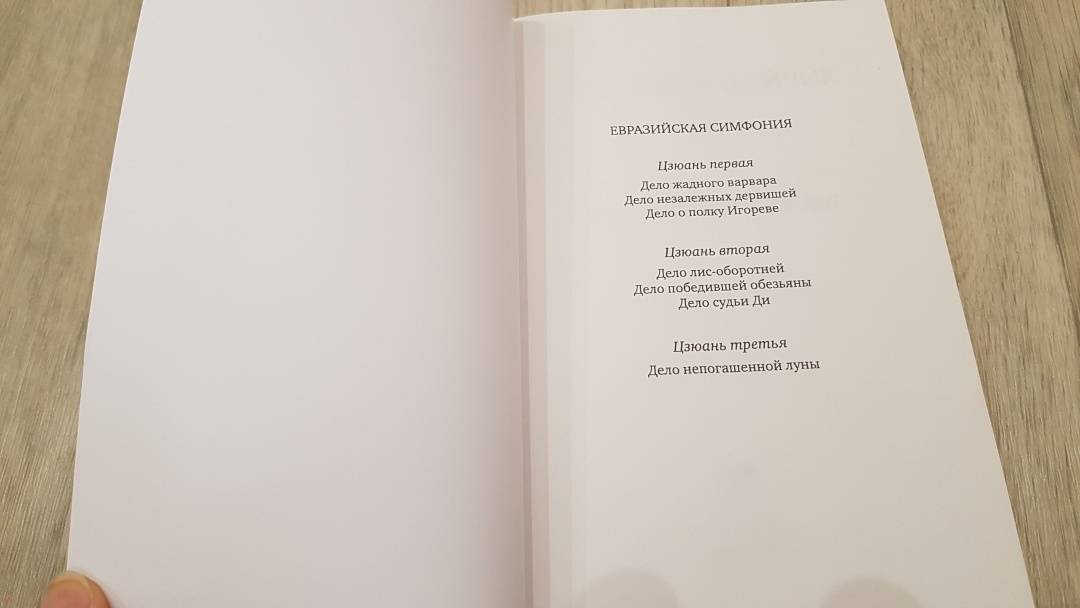 ЕВРАЗИЙСКАЯ СИМФОНИЯ
Цзюань первая
Дело жадного варвара
Дело незалежных дервишей
Дело о полку Игореве
Цзюань вторая
Дело лис-оборотней
Дело победившей обезьяны
Дело судьи Ди
Цзюань третья
Дело непогашенной луны